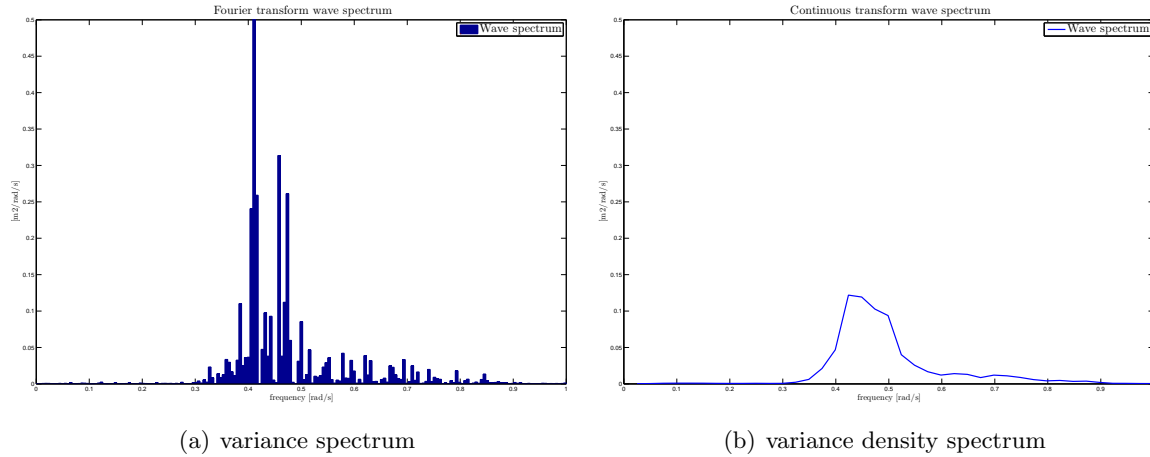 Fourier transform wave spectrum
Wave spectrum
0.5
0.45
0.4
0.35
0.3
0.25
0.2
0.15
0.1
0.05
0
[m2/rad/s]
0 0.1 0.2 0.3 0.4 0.5 0.6 0.7 0.8 0.9 1
frequency [rad/s]
(a) variance spectrum
Continuous transform wave spectrum
Wave spectrum
0.5
0.45
0.4
0.35
0.3
0.25
0.2
0.15
0.1
0.05
0
[m2/rad/s]
0 0.1 0.2 0.3 0.4 0.5 0.6 0.7 0.8 0.9
frequency [rad/s]
(b) variance density spectrum